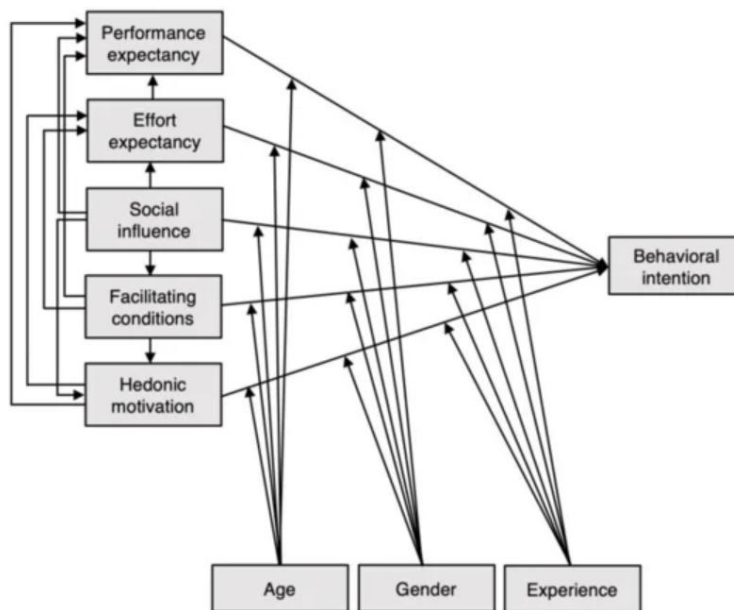 Performance
expectancy
Effort
expectancy
Social
influence
Facilitating
conditions
Hedonic
motivation
Behavioral
intention
Age
Gender
Experience